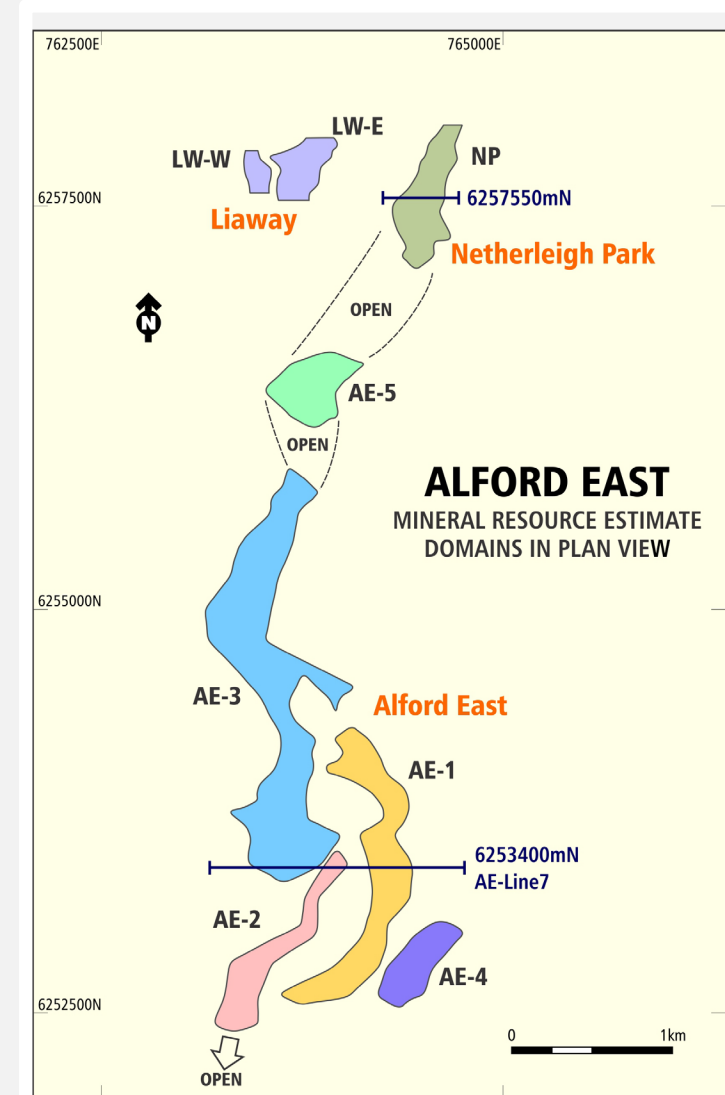 762500E
765000E
LW-E
LW-W
NP
6257550mN
6257500N
Liaway
Netherleigh Park
N
OPEN
AE-5
OPEN
ALFORD EAST
MINERAL RESOURCE ESTIMATE
DOMAINS IN PLAN VIEW
6255000N
AE-3
Alford East
AE-1
6253400mN
AE-Line7
AE-2
AE-4
6252500N
0
1km
OPEN